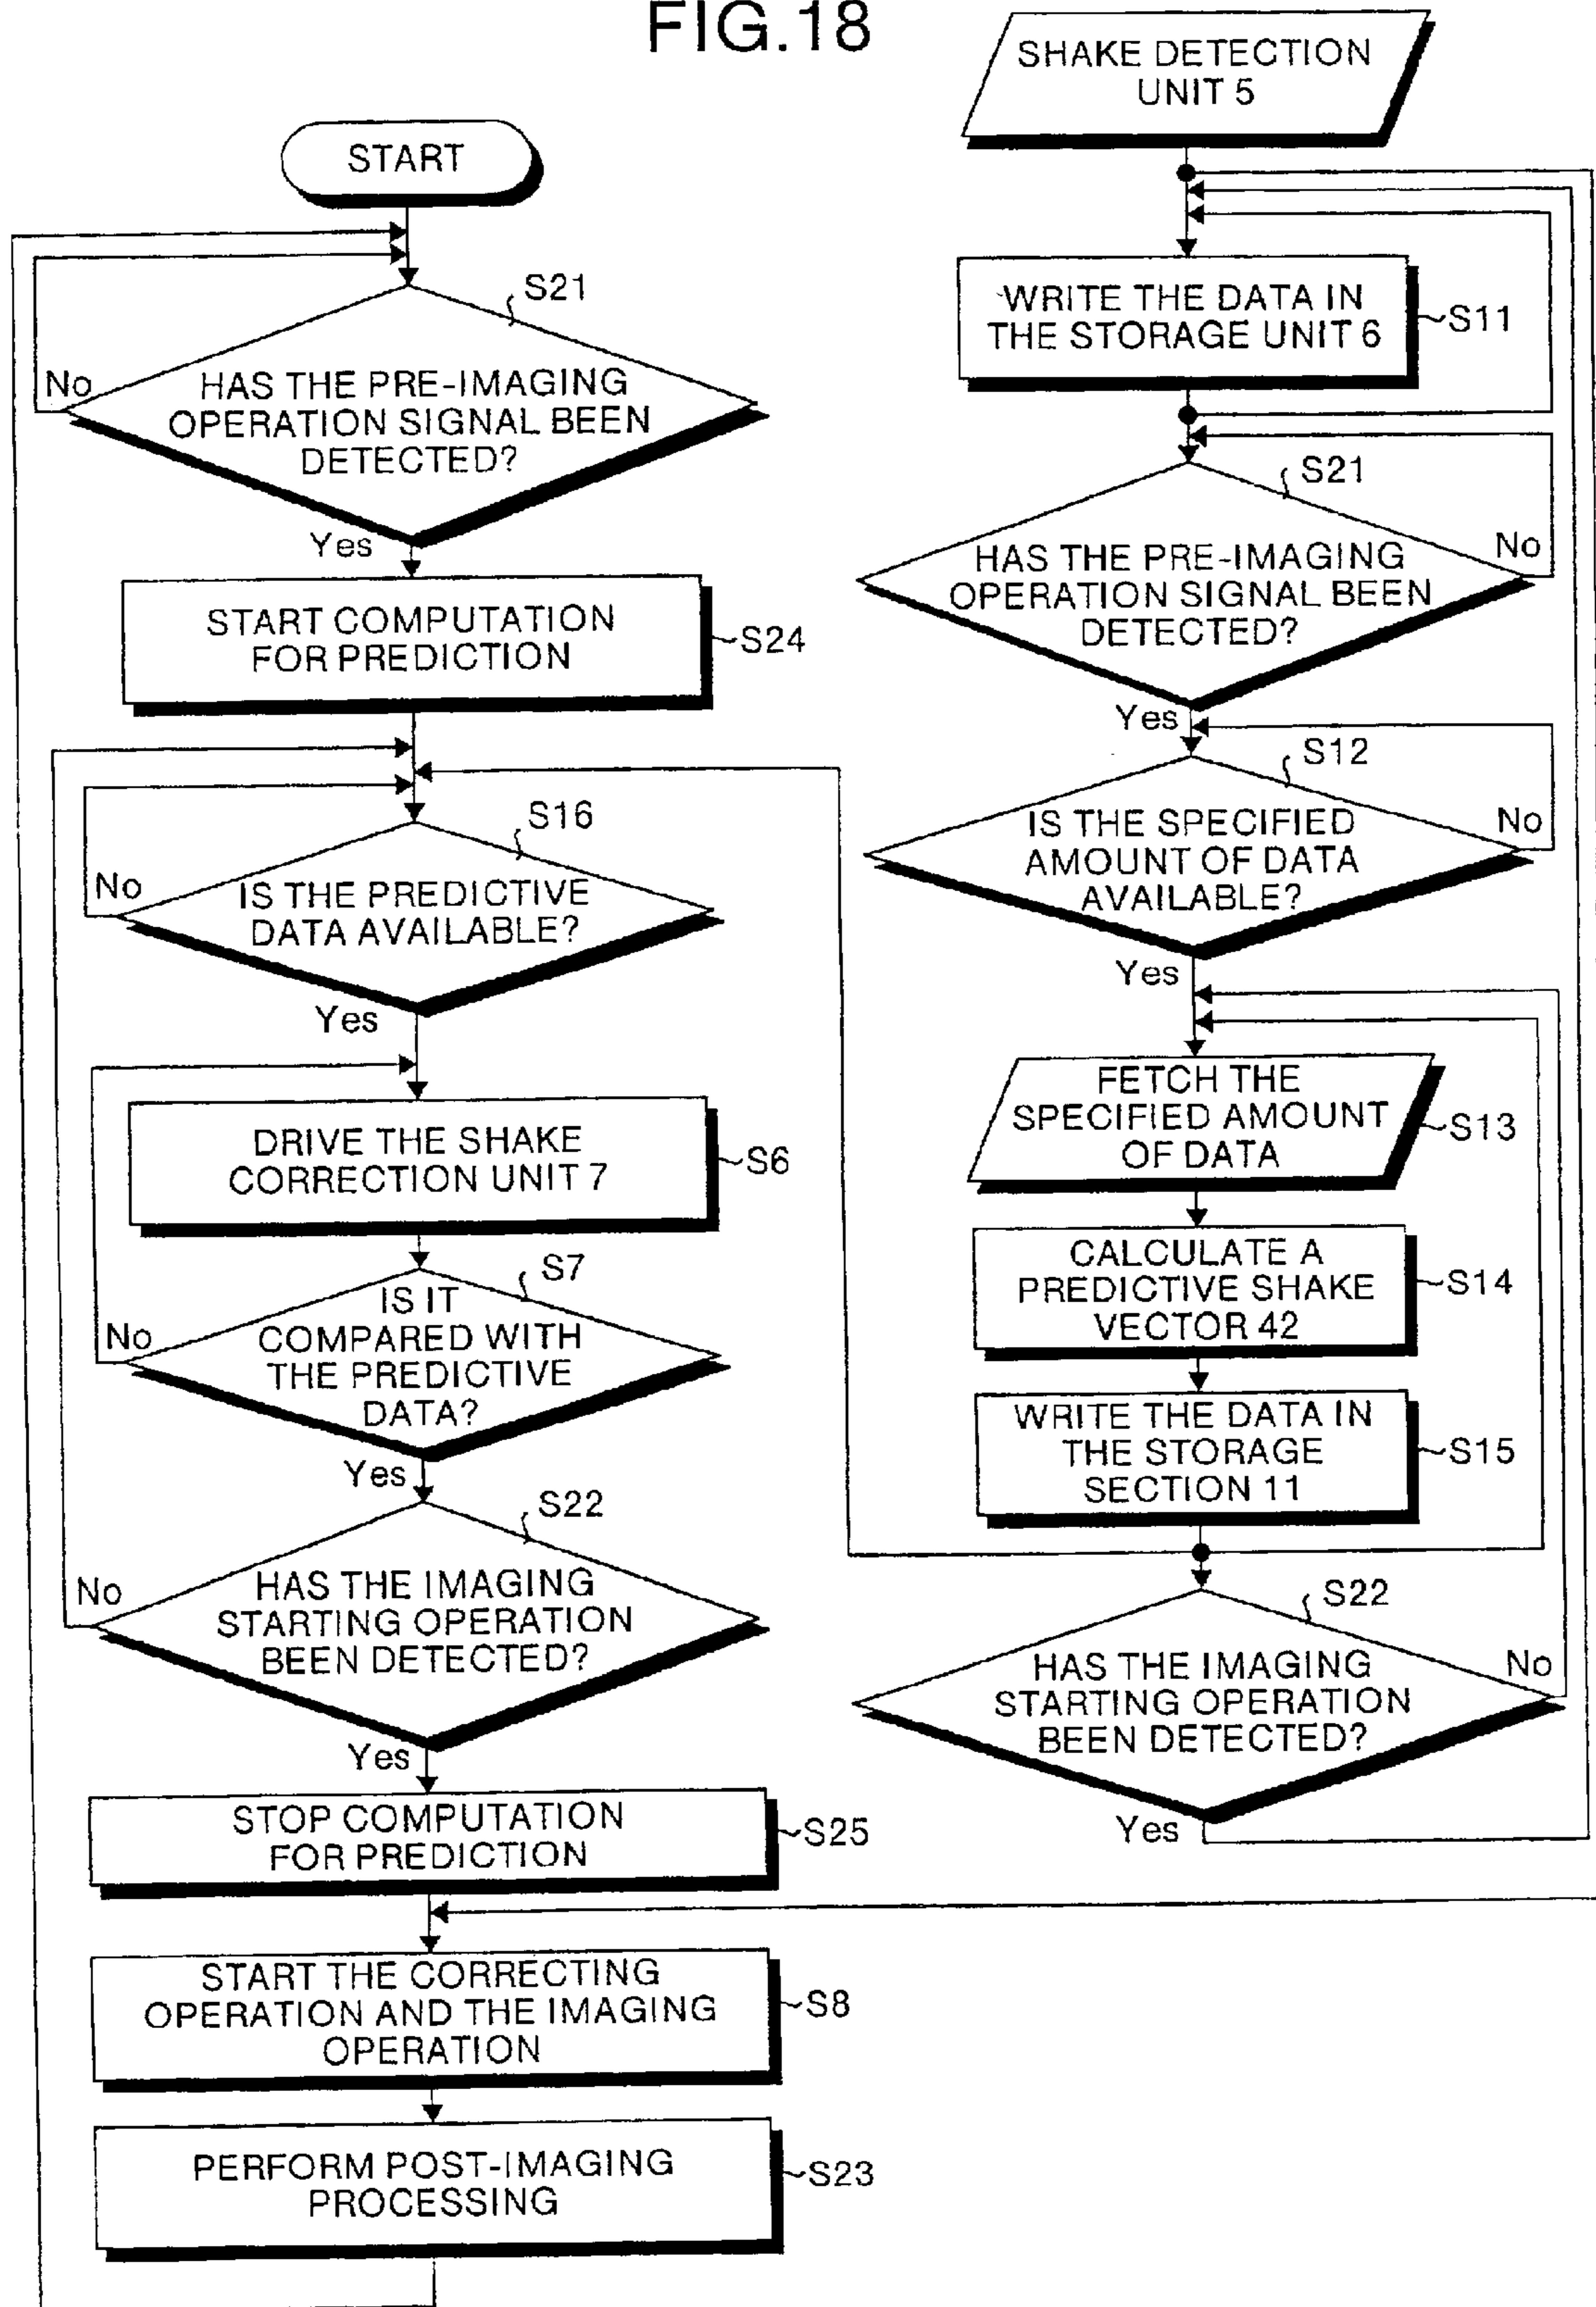 FIG.18
START
S21
No
HAS THE PRE-IMAGING
OPERATION SIGNAL BEEN
DETECTED?
Yes
START COMPUTATION
FOR PREDICTION
S24
S16
No
IS THE PREDICTIVE
DATA AVAILABLE?
Yes
DRIVE THE SHAKE
CORRECTION UNIT 7
S6
S7
No
IS IT
COMPARED WITH
THE PREDICTIVE
DATA?
Yes
S22
No
HAS THE IMAGING
STARTING OPERATION
BEEN DETECTED?
Yes
STOP COMPUTATION
FOR PREDICTION
S25
START THE CORRECTING
OPERATION AND THE IMAGING
OPERATION
S8
PERFORM POST-IMAGING
PROCESSING
S23
SHAKE DETECTION
UNIT 5
WRITE THE DATA IN
THE STORAGE UNIT 6
S11
S21
No
HAS THE PRE-IMAGING
OPERATION SIGNAL BEEN
DETECTED?
Yes
S12
No
IS THE SPECIFIED
AMOUNT OF DATA
AVAILABLE?
Yes
FETCH THE
SPECIFIED AMOUNT
OF DATA
S13
CALCULATE A
PREDICTIVE SHAKE
VECTOR 42
S14
WRITE THE DATA IN
THE STORAGE
SECTION 11
S15
S22
No
HAS THE IMAGING
STARTING OPERATION
BEEN DETECTED?
Yes